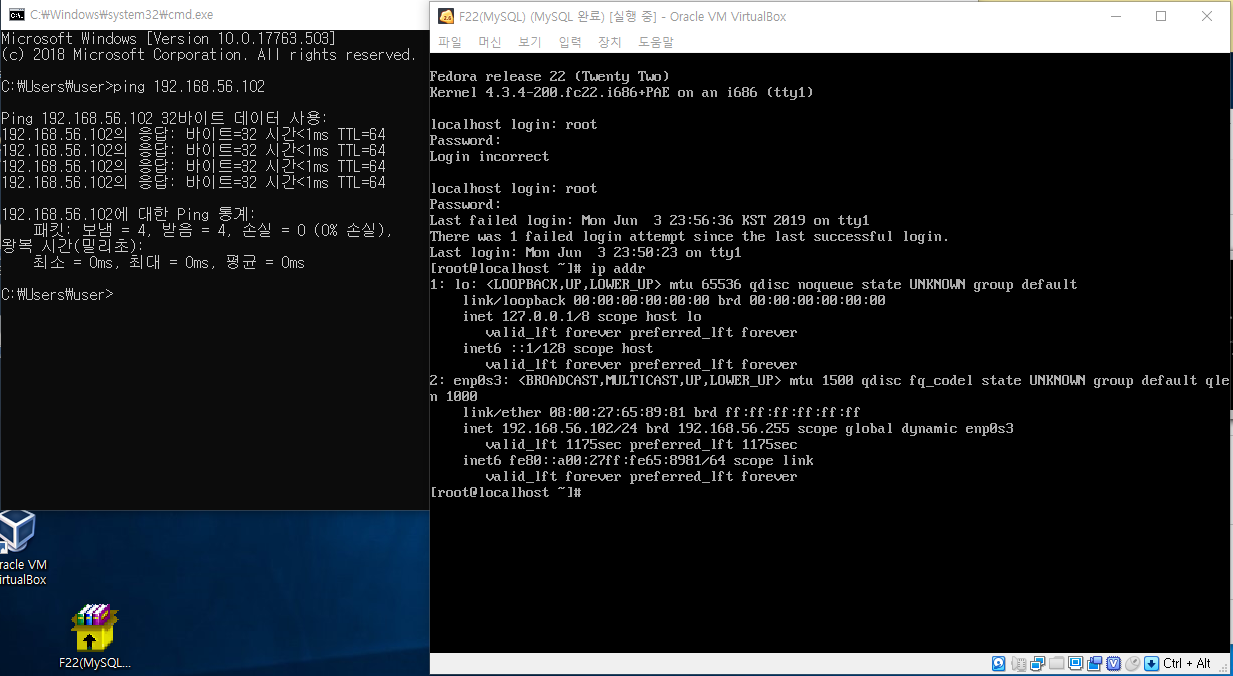 C:\Windows\system32\cmd.exe
Microsoft Windows [Version 10.0.17763.503]
(c) 2018 Microsoft Corporation. All rights reserved.
C:₩Users₩user>ping 192.168.56.102
Ping 192.168.56.102 32바이트 데이터 사용:
192.168.56.102의 응답: 바이트=32 시간<1ms TTL=64
192.168.56.102의 응답: 바이트=32 시간<1ms TTL=64
192.168.56.102의 응답: 바이트=32 시간<1ms TTL=64
192.168.56.102의 응답: 바이트=32 시간<1ms TTL=64
192.168.56.102에 대한 Ping 통계:
패킷: 보냄 = 4, 받음 = 4, 손실 = 0 (0% 손실),
왕복 시간(밀리초):
최소 = 0ms, 최대 = 0ms, 평균 = 0ms
C:₩Users₩user>
F22(MySQL) (MySQL 완료) [실행 중] - Oracle VM VirtualBox
파일 머신 보기 입력 장치 도움말
Fedora release 22 (Twenty Two)
Kernel 4.3.4-200.fc22.i686+PAE on an i686 (tty1)
localhost login: root
Password:
Login incorrect
localhost login: root
Password:
Last failed login: Mon Jun  3 23:56:36 KST 2019 on tty1
There was 1 failed login attempt since the last successful login.
Last login: Mon Jun  3 23:50:23 on tty1
[root@localhost ~]# ip addr
1: lo: <LOOPBACK,UP,LOWER_UP> mtu 65536 qdisc noqueue state UNKNOWN group default
link/loopback 00:00:00:00:00:00 brd 00:00:00:00:00:00
inet 127.0.0.1/8 scope host lo
valid_lft forever preferred_lft forever
inet6 ::1/128 scope host
valid_lft forever preferred_lft forever
2: enp0s3: <BROADCAST,MULTICAST,UP,LOWER_UP> mtu 1500 qdisc fq_codel state UNKNOWN group default qle
n 1000
link/ether 08:00:27:65:89:81 brd ff:ff:ff:ff:ff:ff
inet 192.168.56.102/24 brd 192.168.56.255 scope global dynamic enp0s3
valid_lft 1175sec preferred_lft 1175sec
inet6 fe80::a00:27ff:fe65:8981/64 scope link
valid_lft forever preferred_lft forever
[root@localhost ~]#
racle VM
irtualBox
F22(MySQL...
Ctrl + Alt